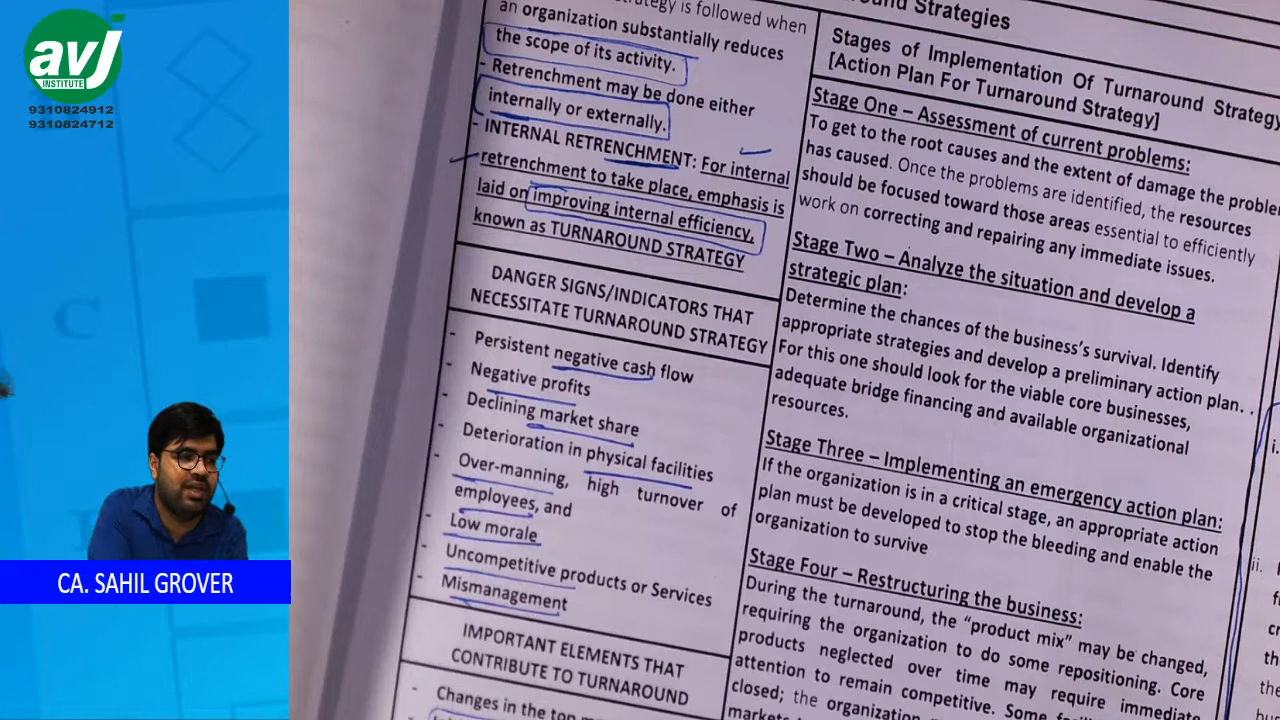 avj
INSTITUTE
9310824912
9310824712
CA. SAHIL GROVER
is followed when
an organization substantially reduces
the scope of its activity.
- Retrenchment may be done either
internally or externally.
- INTERNAL RETRENCHMENT: For internal
retrenchment to take place, emphasis is
laid on improving internal efficiency,
known as TURNAROUND STRATEGY
DANGER SIGNS/INDICATORS THAT
NECESSITATE TURNAROUND STRATEGY
- Persistent negative cash flow
- Negative profits
- Declining market share
- Deterioration in physical facilities
- Over-manning, high turnover of
employees, and
- Low morale
- Uncompetitive products or Services
- Mismanagement
IMPORTANT ELEMENTS THAT
CONTRIBUTE TO TURNAROUND
- Changes in the top
Strategies
Stages of Implementation Of Turnaround Strategy
[Action Plan For Turnaround Strategy]
Stage One – Assessment of current problems:
To get to the root causes and the extent of damage the
has caused. Once the problems are identified, the resources
should be focused toward those areas essential to efficiently
work on correcting and repairing any immediate issues.
Stage Two – Analyze the situation and develop a
strategic plan:
Determine the chances of the business's survival. Identify
appropriate strategies and develop a preliminary action plan. .
For this one should look for the viable core businesses,
adequate bridge financing and available organizational
resources.
Stage Three – Implementing an emergency action plan:
If the organization is in a critical stage, an appropriate action
plan must be developed to stop the bleeding and enable the
organization to survive
Stage Four – Restructuring the business:
During the turnaround, the “product mix” may be changed,
requiring the organization to do some repositioning. Core
products neglected over time may require immediate
attention to remain competitive. Some
closed; the organization
i.
ii.